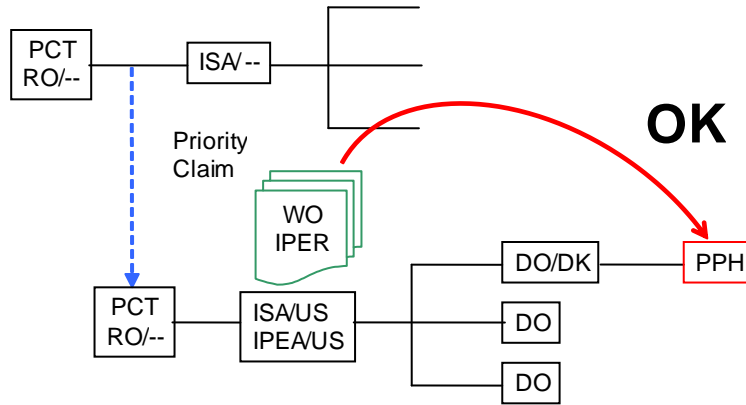 PCT
RO/--
ISA/--
OK
Priority
Claim
WO
IPER
DO/DK
PPH
PCT
RO/--
ISA/US
IPEA/US
DO
DO